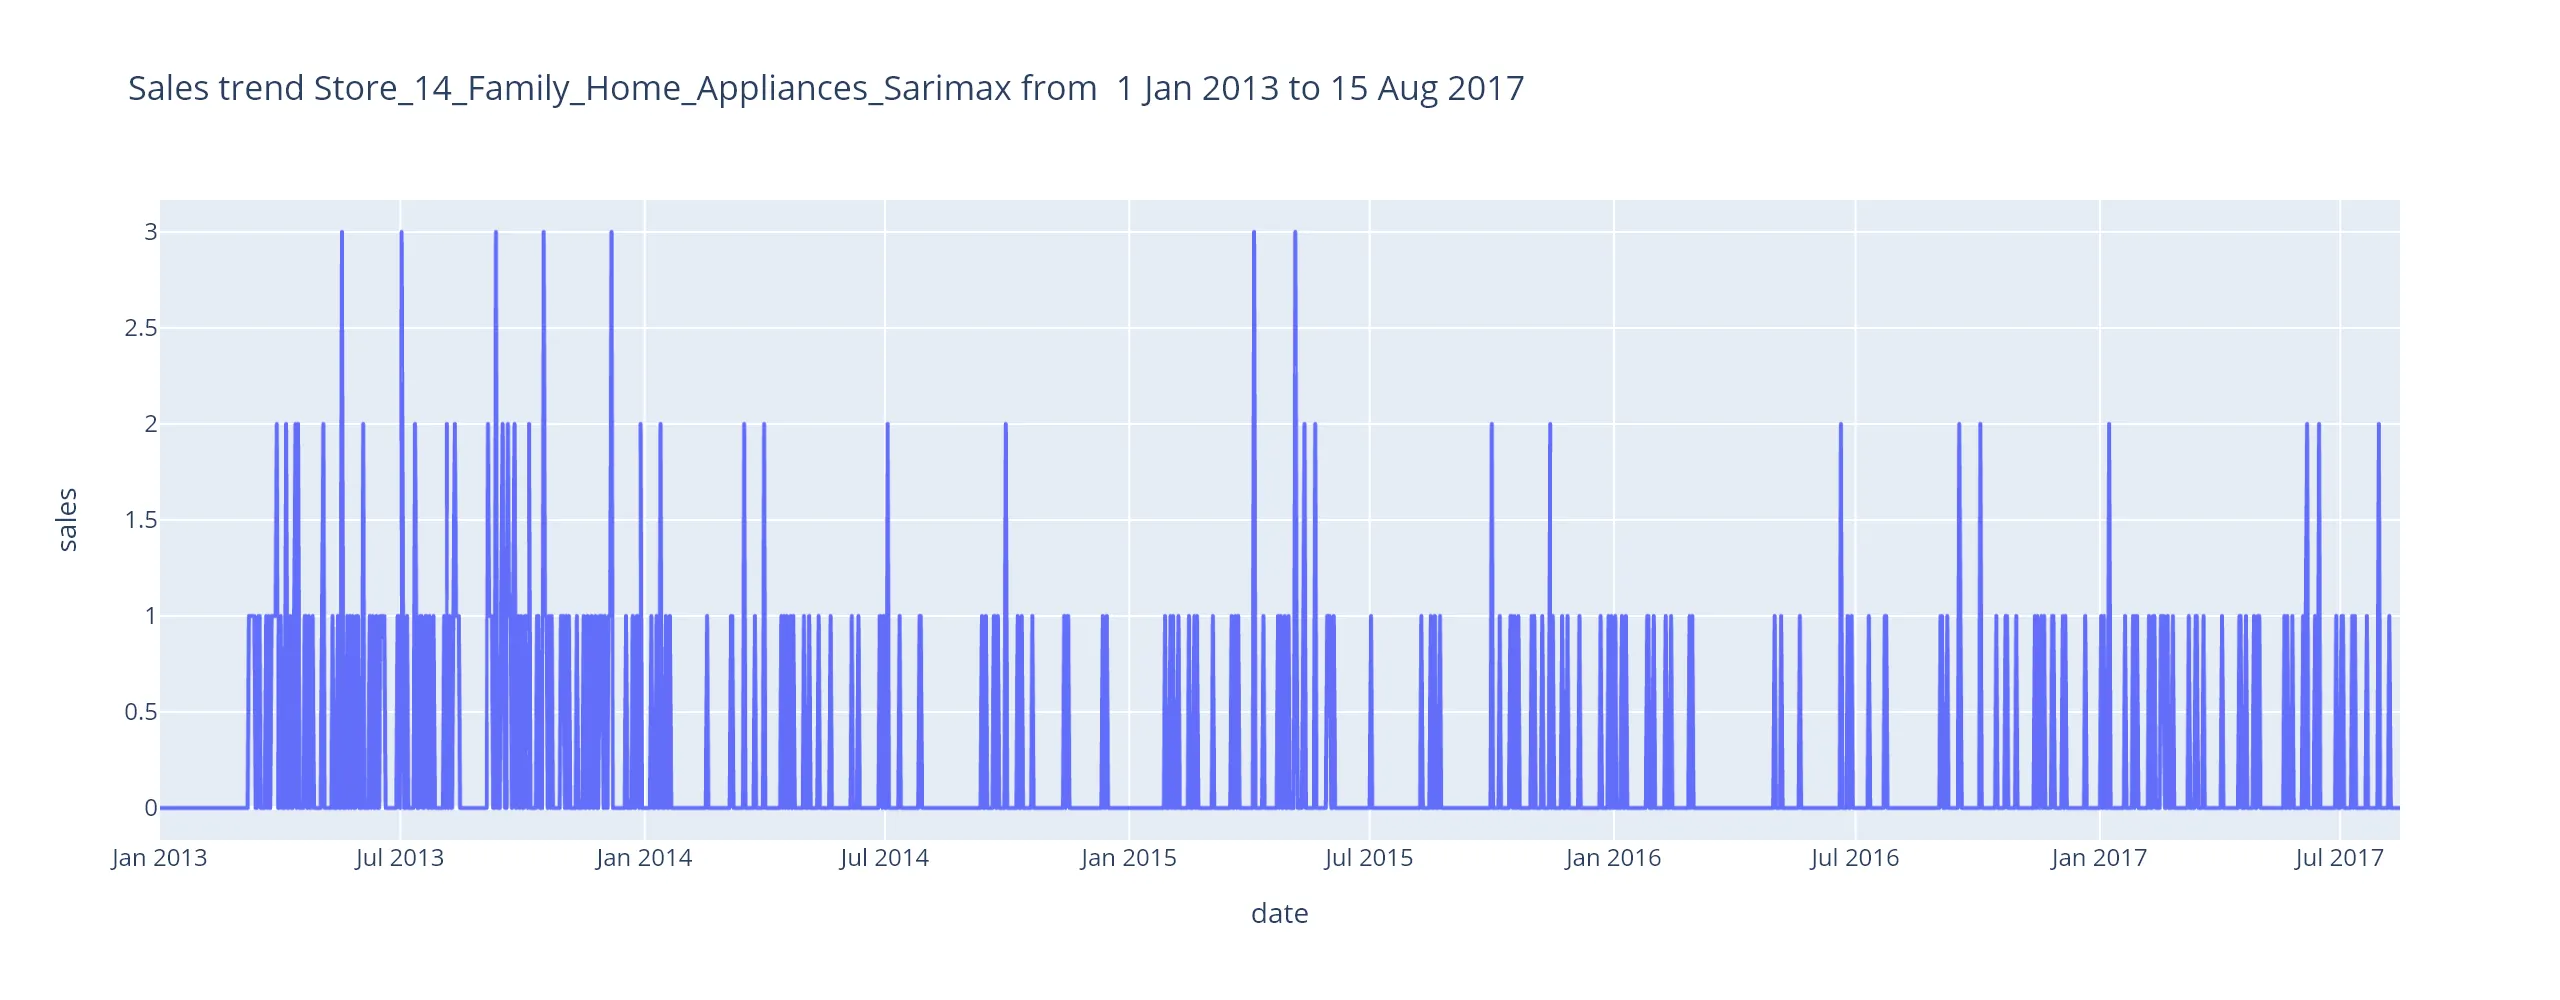 Sales trend Store_14_Family_Home_Appliances_Sarimax from  1 Jan 2013 to 15 Aug 2017
3
2.5
2
1.5
1
0.5
0
sales
Jan 2013 Jul 2013 Jan 2014 Jul 2014 Jan 2015 Jul 2015 Jan 2016 Jul 2016 Jan 2017 Jul 2017
date